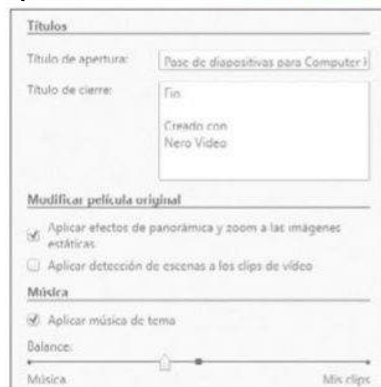 Títulos
Título de apertura: Pase de diapositivas para Computer
Título de cierre: Fin
Creado con
Nero Video
Modificar película original
Aplicar efectos de panorámica y zoom a las imágenes
estáticas
Aplicar detección de escenas a los clips de vídeo
Música
Aplicar música de tema
Balance:
Música Mis clips